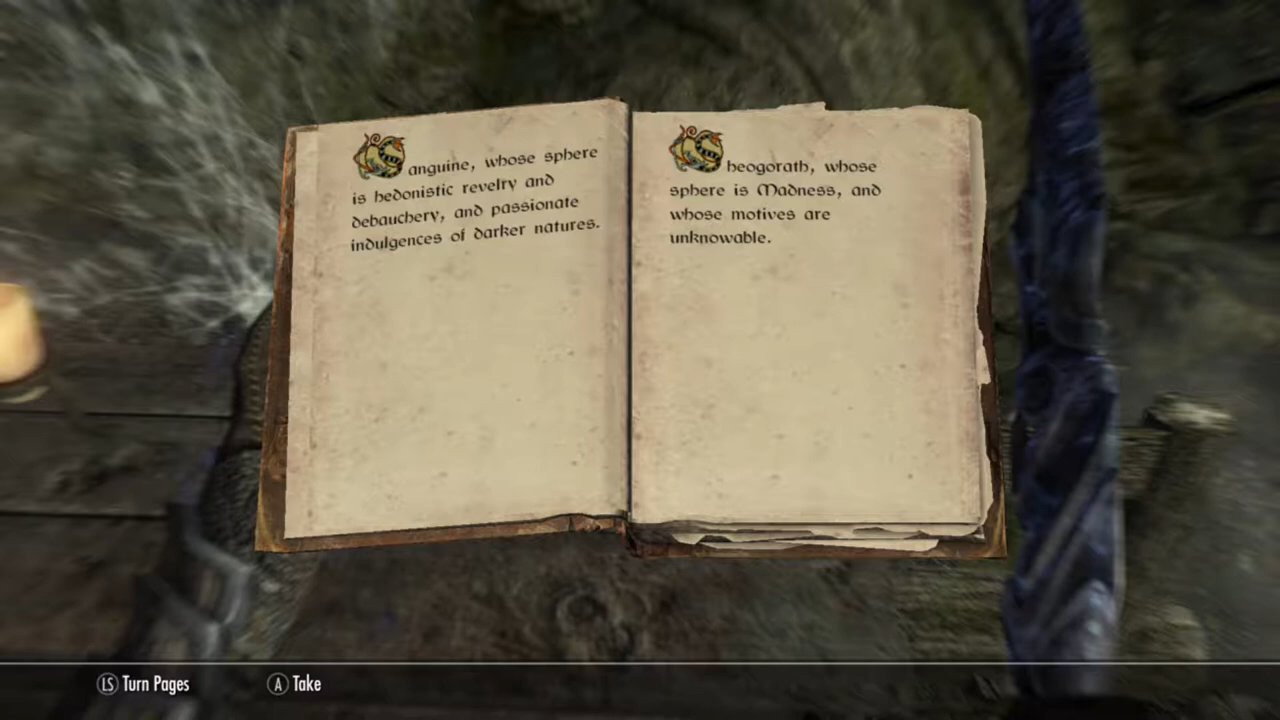 Sanguine, whose sphere
is hedonistic revelry and
debauchery, and passionate
indulgences of darker natures.
Sheogorath, whose
sphere is Madness, and
whose motives are
unknowable.
LS Turn Pages
A Take